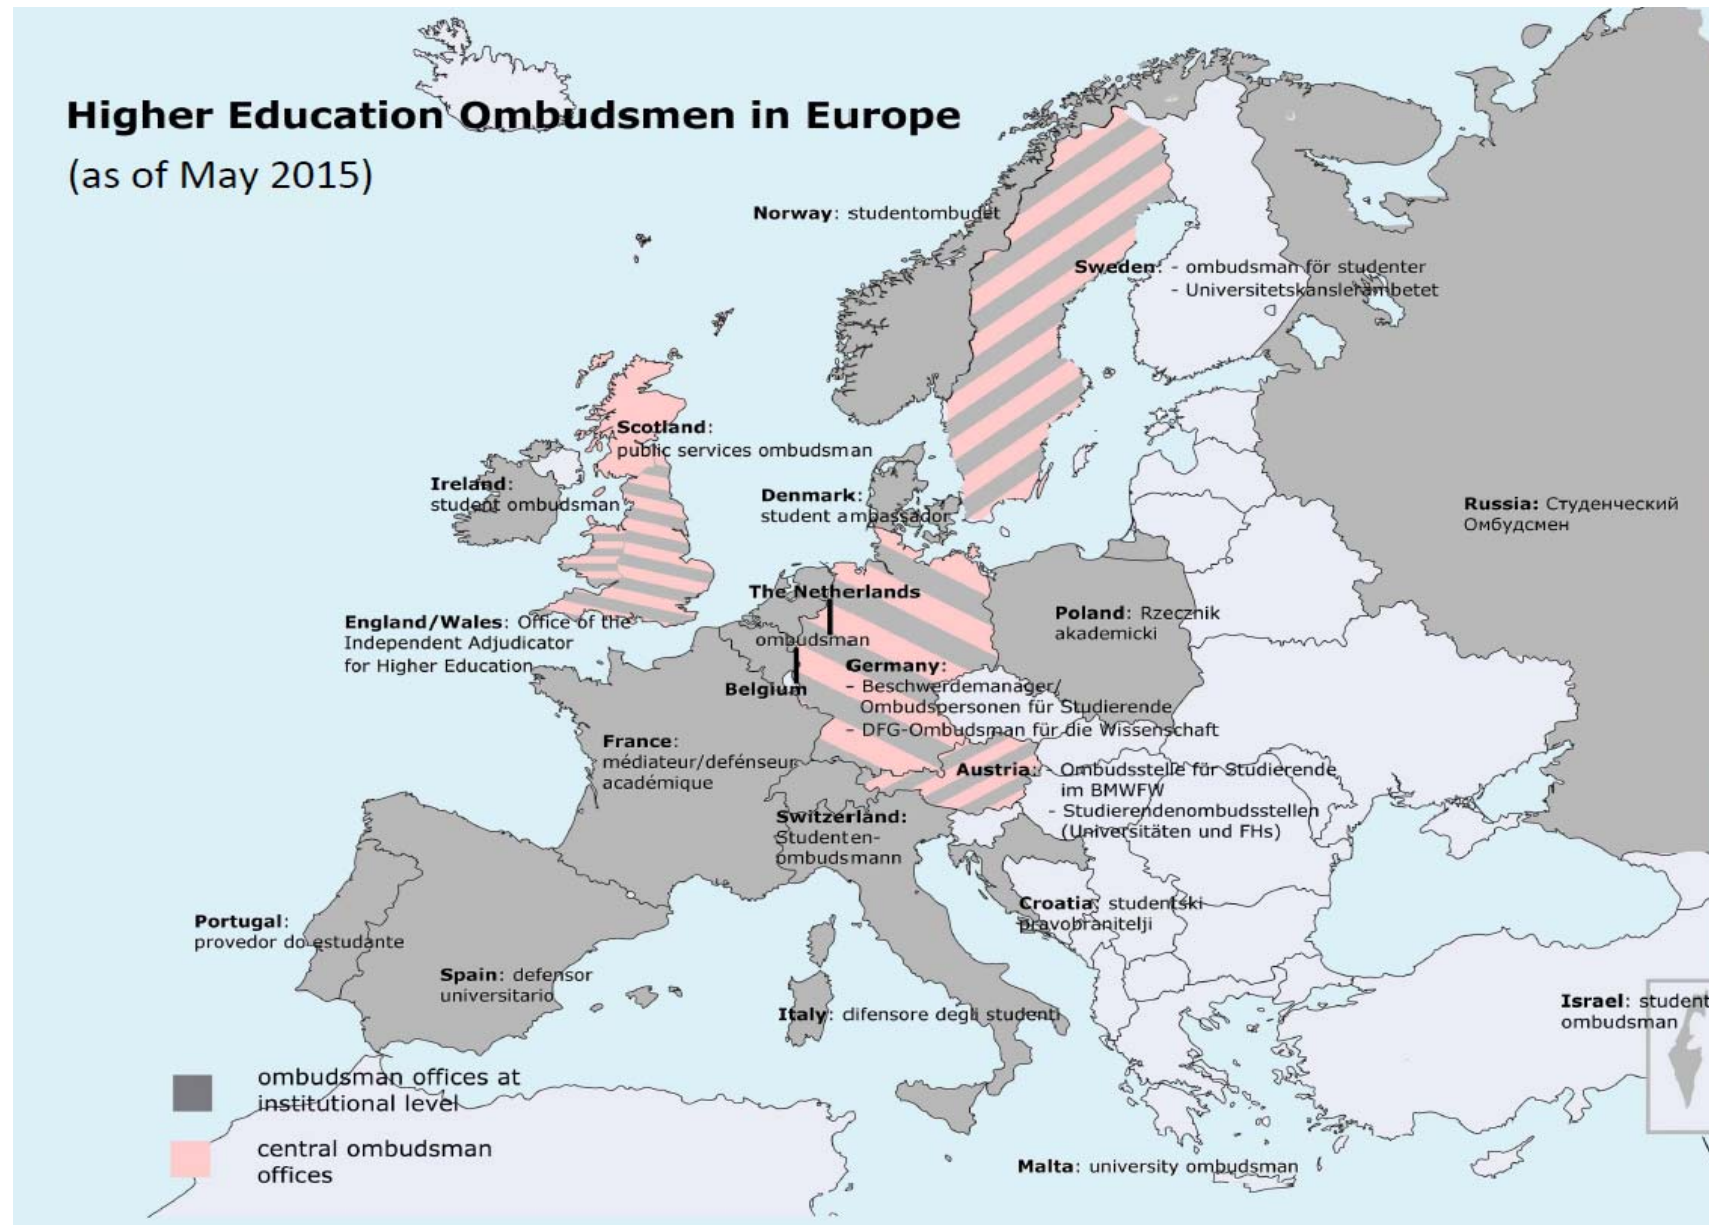 Higher Education Ombudsmen in Europe
(as of May 2015)
Norway: studentombudet
Sweden: - ombudsman för studenter
- Universitetskanslerämbetet
Scotland:
public services ombudsman
Ireland:
student ombudsman
Denmark:
student ambassador
Russia: Студенческий
Омбудсмен
The Netherlands
ombudsman
Belgium
England/Wales: Office of the
Independent Adjudicator
for Higher Education
Poland: Rzecznik
akademicki
Germany:
- Beschwerdemanager/
Ombudspersonen für Studierende
- DFG-Ombudsman für die Wissenschaft
France:
médiateur/defénseur
académique
Austria: - Ombudsstelle für Studierende
im BMWFW
- Studierendenombudsstellen
(Universitäten und FHs)
Switzerland:
Studenten-
ombudsmann
Croatia: studentski
pravobranitelji
Portugal:
provedor do estudante
Spain: defensor
universitario
Italy: difensore degli studenti
Israel: student
ombudsman
Malta: university ombudsman
ombudsman offices at
institutional level
central ombudsman
offices